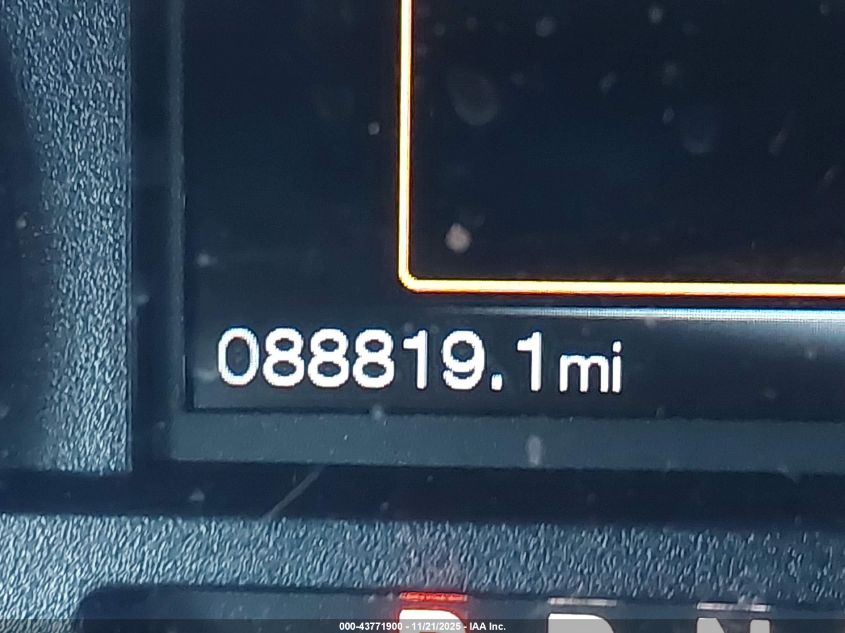 088819.1mi
000-43771900 - 11/21/2025 - IAA Inc.